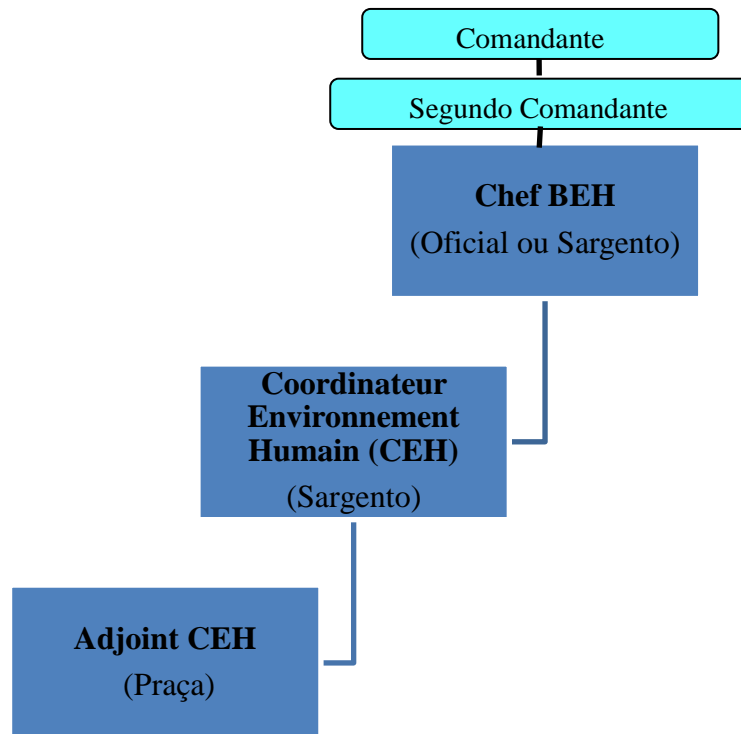 Comandante
Segundo Comandante
Chef BEH
(Oficial ou Sargento)
Coordinateur
Environnement
Humain (CEH)
(Sargento)
Adjoint CEH
(Praça)